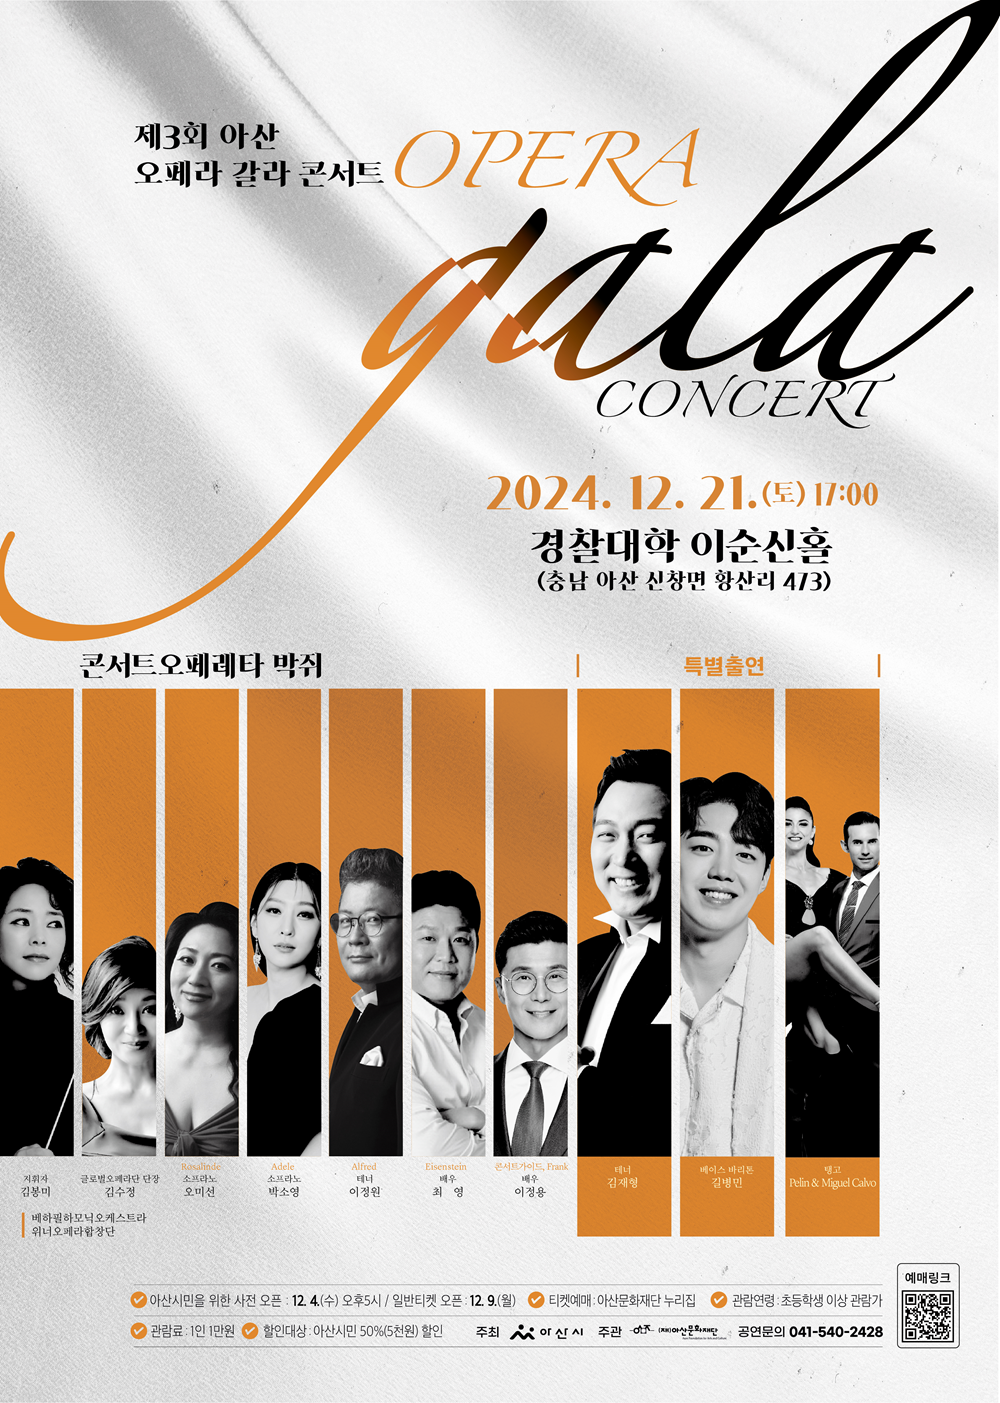 제3회 아산
오페라 갈라 콘서트
OPERA
gala
CONCERT
2024. 12. 21.(토) 17:00
경찰대학 이순신홀
(충남 아산 신창면 황산리 473)
콘서트오페레타 박쥐
특별출연
지휘자
김봉미
글로벌오페라단 단장
김수정
Rosalinde
소프라노
오미선
Adele
소프라노
박소영
Alfred
테너
이정원
Eisenstein
배우
최 영
콘서트가이드, Frank
배우
이정용
테너
김재형
베이스 바리톤
길병민
탱고
Pelin & Miguel Calvo
베하필하모닉오케스트라
위너오페라합창단
예매링크
아산시민을 위한 사전 오픈 : 12. 4.(수) 오후5시 / 일반티켓 오픈 : 12. 9.(월) 티켓예매 : 아산문화재단 누리집 관람연령 : 초등학생 이상 관람가
관람료 : 1인 1만원 할인대상 : 아산시민 50%(5천원) 할인 주최 아산시 주관 (재)아산문화재단 공연문의 041-540-2428